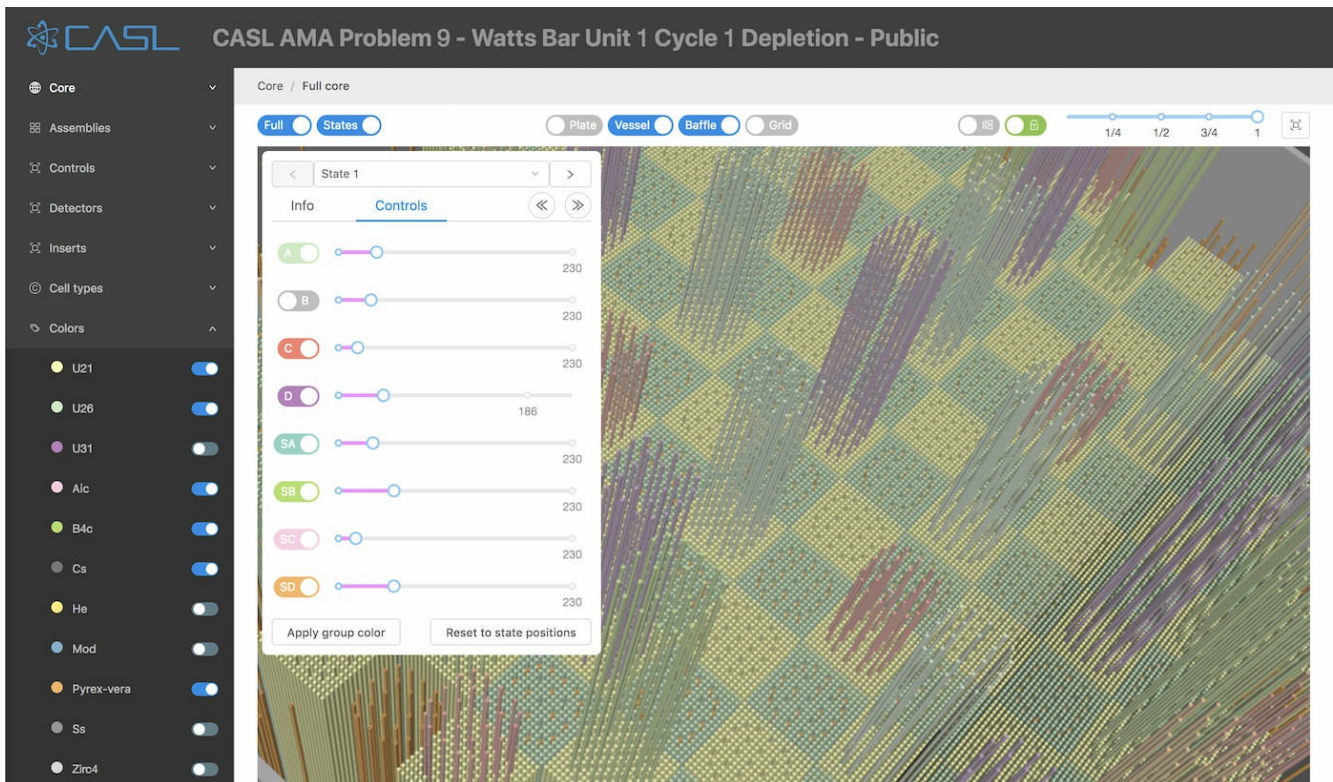 CASL
CASL AMA Problem 9 - Watts Bar Unit 1 Cycle 1 Depletion - Public
Core
Assemblies
Controls
Detectors
Inserts
Cell types
Colors
U21
U26
U31
Aic
B4c
Cs
He
Mod
Pyrex-vera
Ss
Zirc4
Core / Full core
Full States Plate Vessel Baffle Grid
1/4 1/2 3/4 1
State 1
Info Controls
A
230
B
230
C
230
D
186
SA
230
SB
230
SC
230
SD
230
Apply group color Reset to state positions